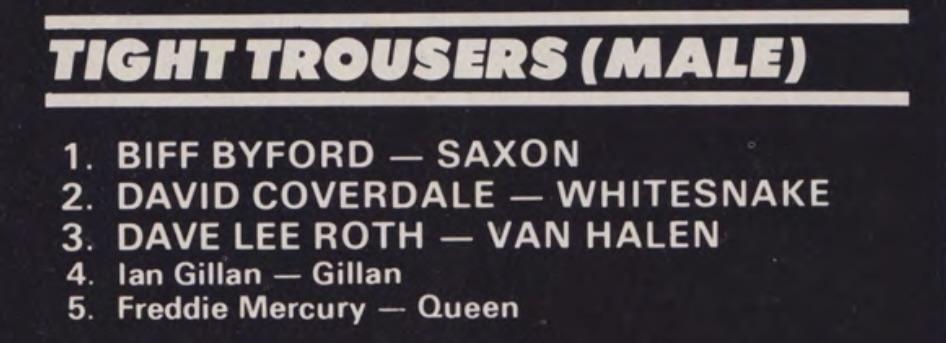 TIGHT TROUSERS (MALE)
1. BIFF BYFORD — SAXON
2. DAVID COVERDALE — WHITESNAKE
3. DAVE LEE ROTH — VAN HALEN
4. Ian Gillan — Gillan
5. Freddie Mercury — Queen